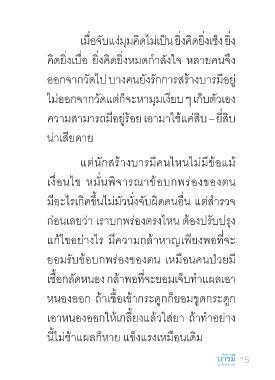 เมื่อจับแง่มุมคิดไม่เป็น ยิ่งคิดยิ่งเซ็ง ยิ่ง
คิดยิ่งเบื่อ ยิ่งคิดยิ่งหมดกำลังใจ หลายคนจึง
ออกจากวัดไป บางคนยังรักการสร้างบารมีอยู่
ไม่ออกจากวัดแต่ก็จะหามุมเงียบ ๆ เก็บตัวเอง
ความสามารถมีอยู่ร้อย เอามาใช้แค่สิบ – ยี่สิบ
น่าเสียดาย
แต่นักสร้างบารมีคนไหนไม่มีข้อแม้
เงื่อนไข หมั่นพิจารณาข้อบกพร่องของตน
มีอะไรเกิดขึ้นไม่มัวนั่งจับผิดคนอื่น แต่สำรวจ
ก่อนเลยว่า เราบกพร่องตรงไหน ต้องปรับปรุง
แก้ไขอย่างไร มีความกล้าหาญเพียงพอที่จะ
ยอมรับข้อบกพร่องของตน เหมือนคนป่วยมี
เชื้อกลัดหนอง กล้าพอที่จะยอมเจ็บทำแผลเอา
หนองออก ถ้าเชื้อเข้ากระดูกก็ยอมขูดกระดูก
เอาหนองออกให้เกลี้ยงแล้วใส่ยา ถ้าทำอย่าง
นี้ไม่ช้าแผลก็หาย แข็งแรงเหมือนเดิม
บารมี 15